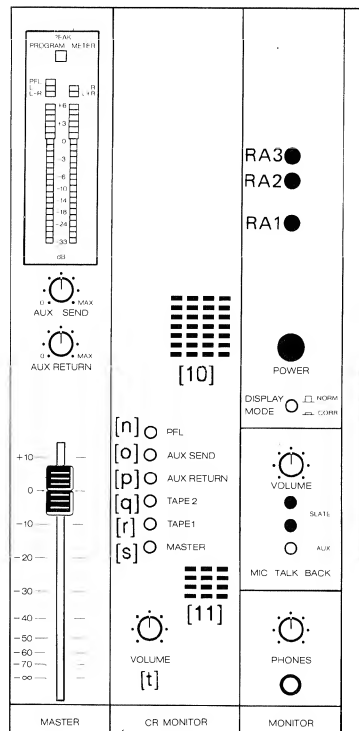 PEAK
PROGRAM METER
PFL
L R
L-R L+R
+6
+3
0
-3
-6
-10
-14
-18
-24
-33
dB
0 MAX
AUX SEND
0 MAX
AUX RETURN
+10
0
-10
-20
-30
-40
-50
-60
-70
-∞
MASTER
[10]
[n] PFL
[o] AUX SEND
[p] AUX RETURN
[q] TAPE 2
[r] TAPE 1
[s] MASTER
[11]
VOLUME
[t]
CR MONITOR
RA3
RA2
RA1
POWER
DISPLAY MODE NORM
CORR
VOLUME
SLATE
AUX
MIC TALK BACK
PHONES
MONITOR